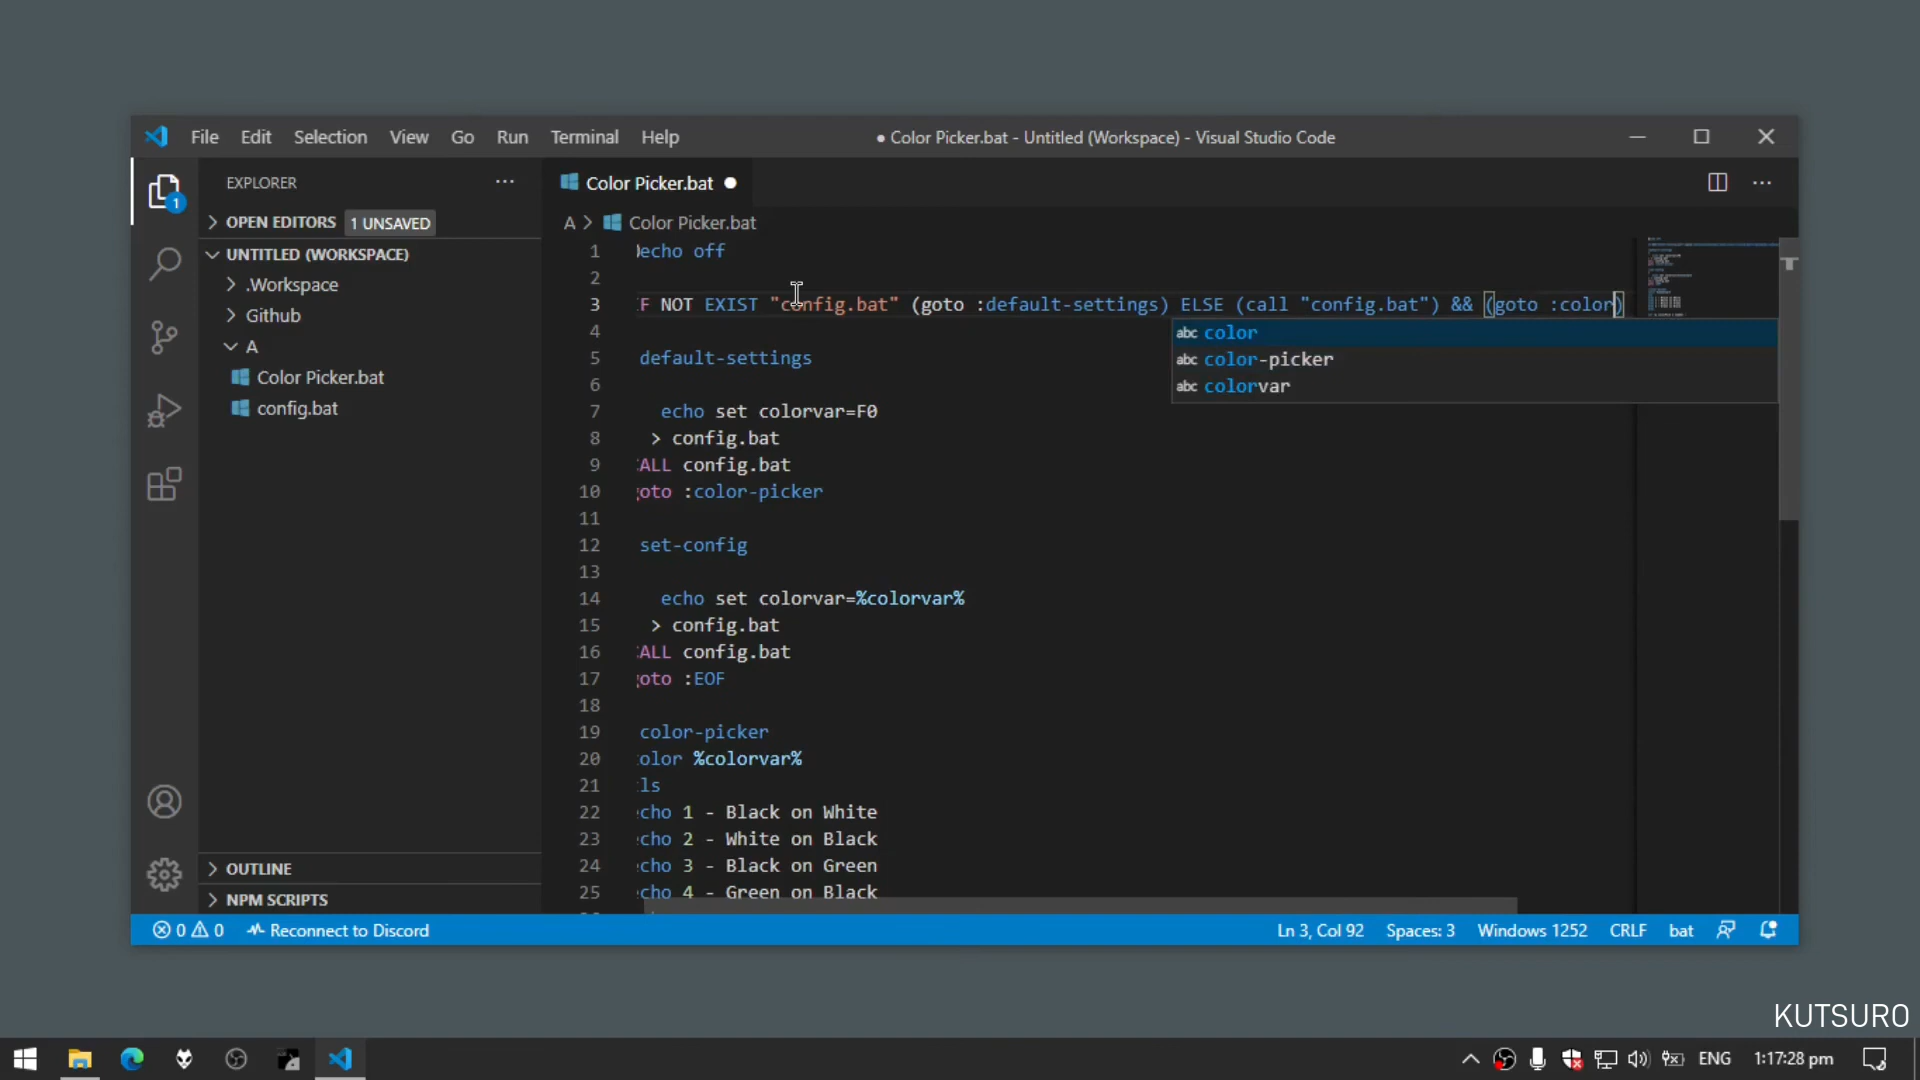 File Edit Selection View Go Run Terminal Help
● Color Picker.bat - Untitled (Workspace) - Visual Studio Code
EXPLORER
Color Picker.bat
OPEN EDITORS 1 UNSAVED
A > Color Picker.bat
1
UNTITLED (WORKSPACE)
.Workspace
Github
A
Color Picker.bat
config.bat
OUTLINE
NPM SCRIPTS
1 echo off
2
3 F NOT EXIST "config.bat" (goto :default-settings) ELSE (call "config.bat") && (goto :color)
4
5 default-settings
6
7 echo set colorvar=F0
8 > config.bat
9 ALL config.bat
10 goto :color-picker
11
12 set-config
13
14 echo set colorvar=%colorvar%
15 > config.bat
16 ALL config.bat
17 goto :EOF
18
19 color-picker
20 olor %colorvar%
21 ls
22 echo 1 - Black on White
23 echo 2 - White on Black
24 echo 3 - Black on Green
25 echo 4 - Green on Black
abc color
abc color-picker
abc colorvar
0 0 Reconnect to Discord
Ln 3, Col 92 Spaces: 3 Windows 1252 CRLF bat
KUTSURO
ENG 1:17:28 pm